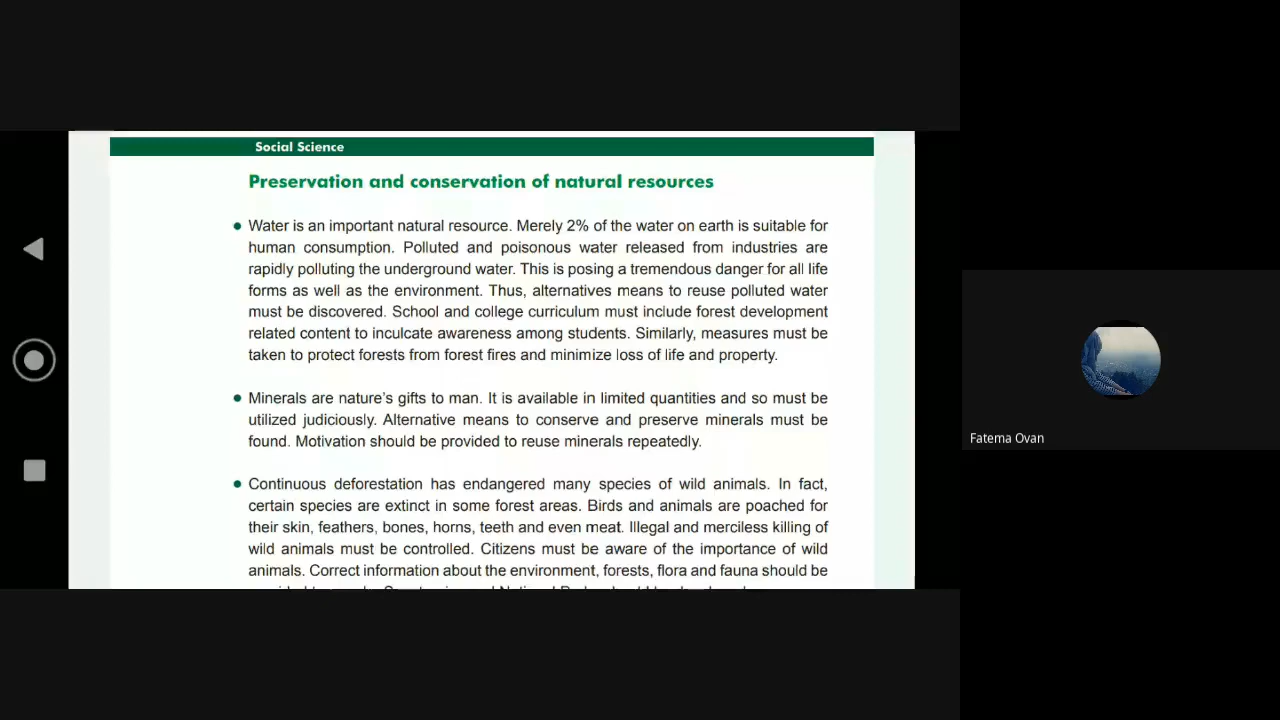 Social Science
Preservation and conservation of natural resources
Water is an important natural resource. Merely 2% of the water on earth is suitable for
human consumption. Polluted and poisonous water released from industries are
rapidly polluting the underground water. This is posing a tremendous danger for all life
forms as well as the environment. Thus, alternatives means to reuse polluted water
must be discovered. School and college curriculum must include forest development
related content to inculcate awareness among students. Similarly, measures must be
taken to protect forests from forest fires and minimize loss of life and property.
Minerals are nature's gifts to man. It is available in limited quantities and so must be
utilized judiciously. Alternative means to conserve and preserve minerals must be
found. Motivation should be provided to reuse minerals repeatedly.
Continuous deforestation has endangered many species of wild animals. In fact,
certain species are extinct in some forest areas. Birds and animals are poached for
their skin, feathers, bones, horns, teeth and even meat. Illegal and merciless killing of
wild animals must be controlled. Citizens must be aware of the importance of wild
animals. Correct information about the environment, forests, flora and fauna should be
Fatema Ovan